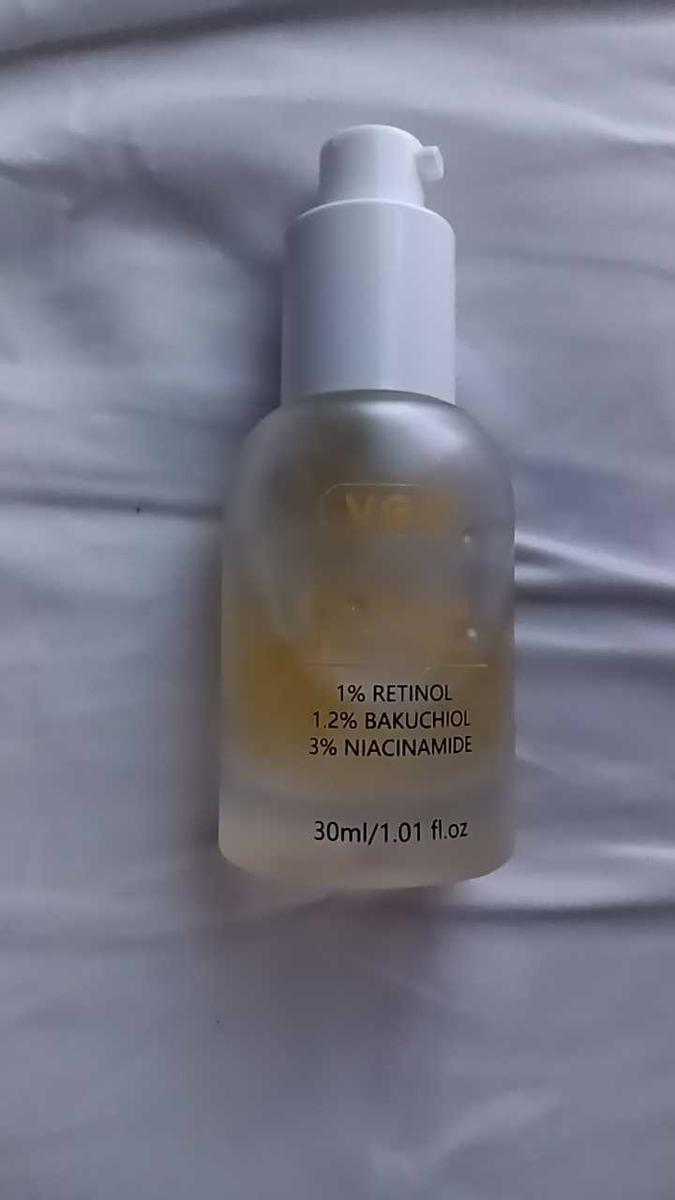 1% RETINOL
1.2% BAKUCHIOL
3% NIACINAMIDE
30ml/1.01 fl.oz